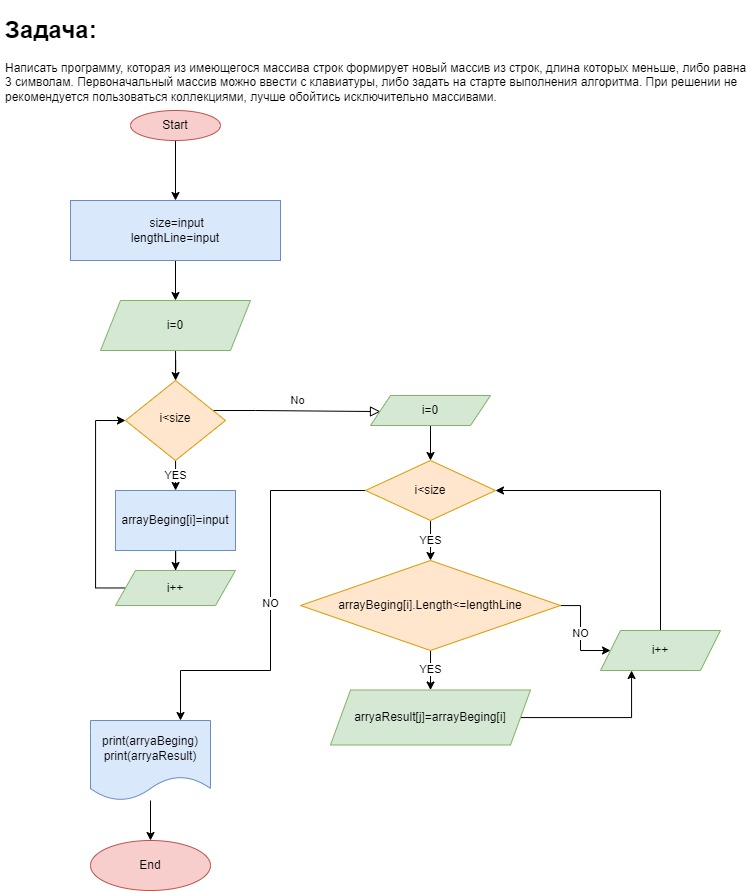 Задача:
Написать программу, которая из имеющегося массива строк формирует новый массив из строк, длина которых меньше, либо равна
3 символам. Первоначальный массив можно ввести с клавиатуры, либо задать на старте выполнения алгоритма. При решении не
рекомендуется пользоваться коллекциями, лучше обойтись исключительно массивами.
Start
size=input
lengthLine=input
i=0
i<size
No
YES
arrayBeging[i]=input
i++
i=0
i<size
YES
NO
arrayBeging[i].Length<=lengthLine
NO
YES
i++
arryaResult[j]=arrayBeging[i]
print(arryaBeging)
print(arryaResult)
End